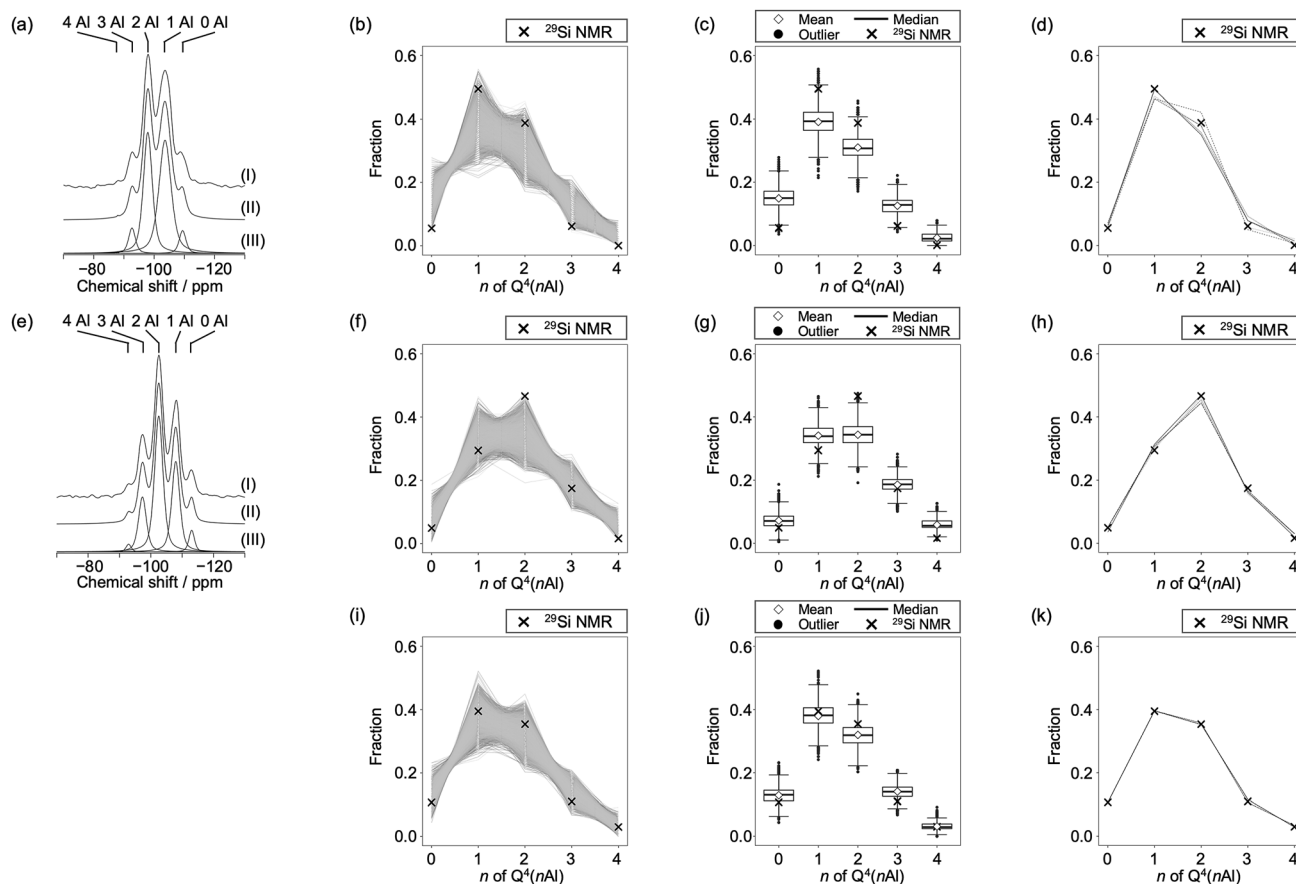 (a)
4 Al 3 Al 2 Al 1 Al 0 Al
(I)
(II)
(III)
−80 −100 −120
Chemical shift / ppm
(b)
× ²⁹Si NMR
Fraction
0.6
0.4
0.2
0.0
0 1 2 3 4
n of Q⁴(nAl)
(c)
Mean Median
Outlier ²⁹Si NMR
Fraction
0.6
0.4
0.2
0.0
0 1 2 3 4
n of Q⁴(nAl)
(d)
× ²⁹Si NMR
Fraction
0.6
0.4
0.2
0.0
0 1 2 3 4
n of Q⁴(nAl)
(e)
4 Al 3 Al 2 Al 1 Al 0 Al
(I)
(II)
(III)
−80 −100 −120
Chemical shift / ppm
(f)
× ²⁹Si NMR
Fraction
0.6
0.4
0.2
0.0
0 1 2 3 4
n of Q⁴(nAl)
(g)
Mean Median
Outlier ²⁹Si NMR
Fraction
0.6
0.4
0.2
0.0
0 1 2 3 4
n of Q⁴(nAl)
(h)
× ²⁹Si NMR
Fraction
0.6
0.4
0.2
0.0
0 1 2 3 4
n of Q⁴(nAl)
(i)
× ²⁹Si NMR
Fraction
0.6
0.4
0.2
0.0
0 1 2 3 4
n of Q⁴(nAl)
(j)
Mean Median
Outlier ²⁹Si NMR
Fraction
0.6
0.4
0.2
0.0
0 1 2 3 4
n of Q⁴(nAl)
(k)
× ²⁹Si NMR
Fraction
0.6
0.4
0.2
0.0
0 1 2 3 4
n of Q⁴(nAl)